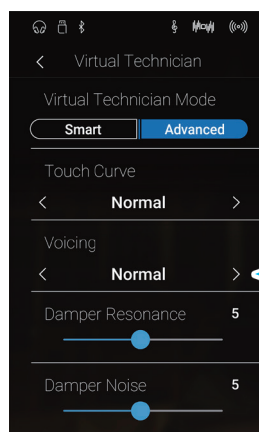 Virtual Technician
Virtual Technician Mode
Smart Advanced
Touch Curve
Normal
Voicing
Normal
Damper Resonance 5
Damper Noise 5